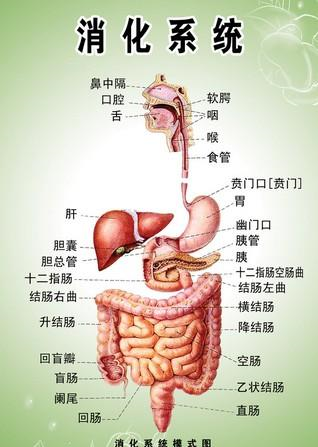 消化系统
鼻中隔
口腔
舌
软腭
咽
喉
食管
贲门口[贲门]
胃
肝
幽门口
胰管
胰
胆囊
胆总管
十二指肠
十二指肠空肠曲
结肠右曲
结肠左曲
横结肠
升结肠
降结肠
回盲瓣
空肠
盲肠
乙状结肠
阑尾
直肠
回肠
消化系统模式图